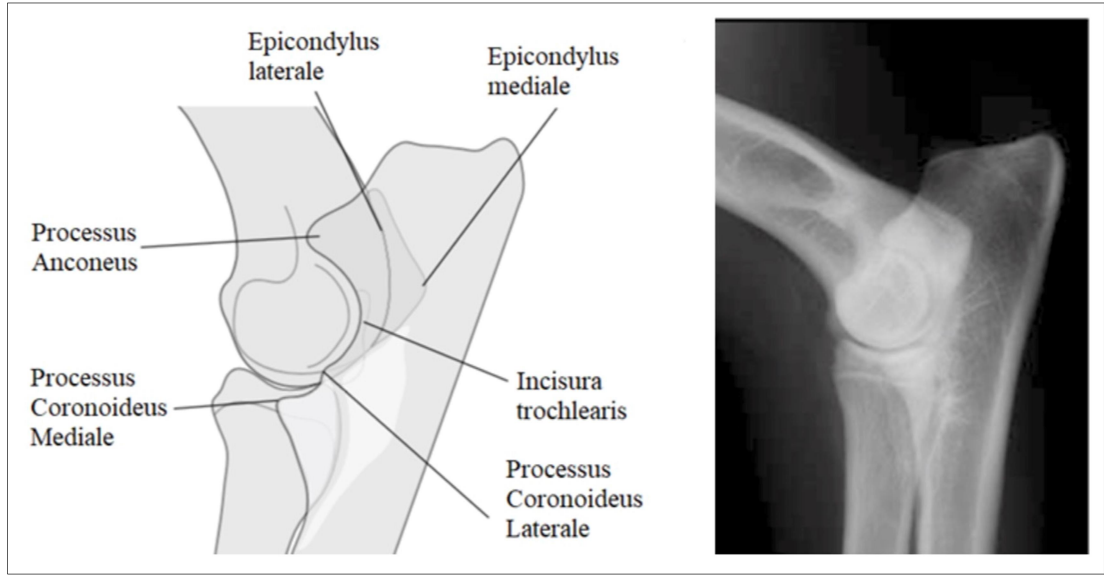 Epicondylus
laterale
Epicondylus
mediale
Processus
Anconeus
Processus
Coronoideus
Mediale
Incisura
trochlearis
Processus
Coronoideus
Laterale